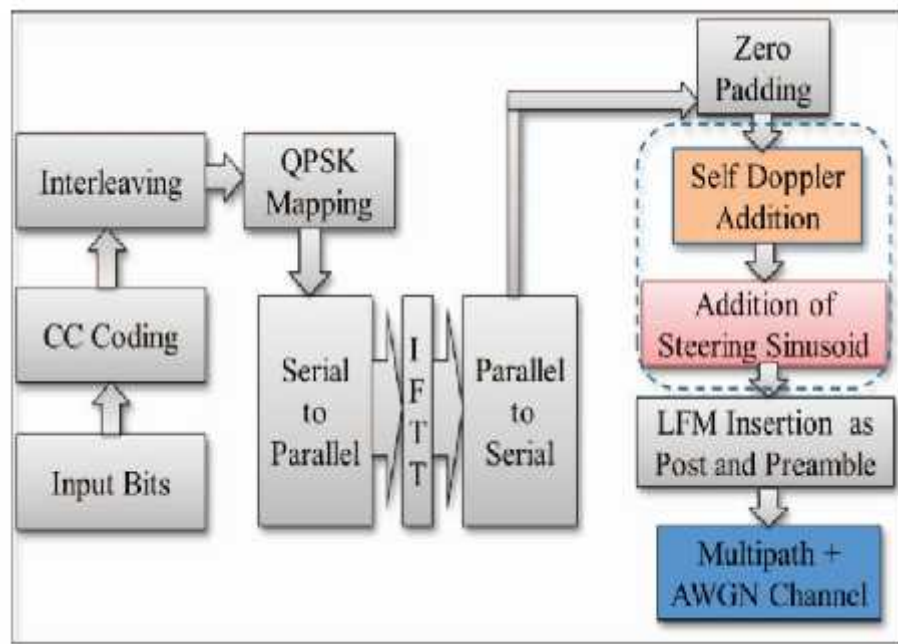 Input Bits
CC Coding
Interleaving
QPSK
Mapping
Serial
to
Parallel
I
F
T
T
Parallel
to
Serial
Zero
Padding
Self Doppler
Addition
Addition of
Steering Sinusoid
LFM Insertion as
Post and Preamble
Multipath +
AWGN Channel